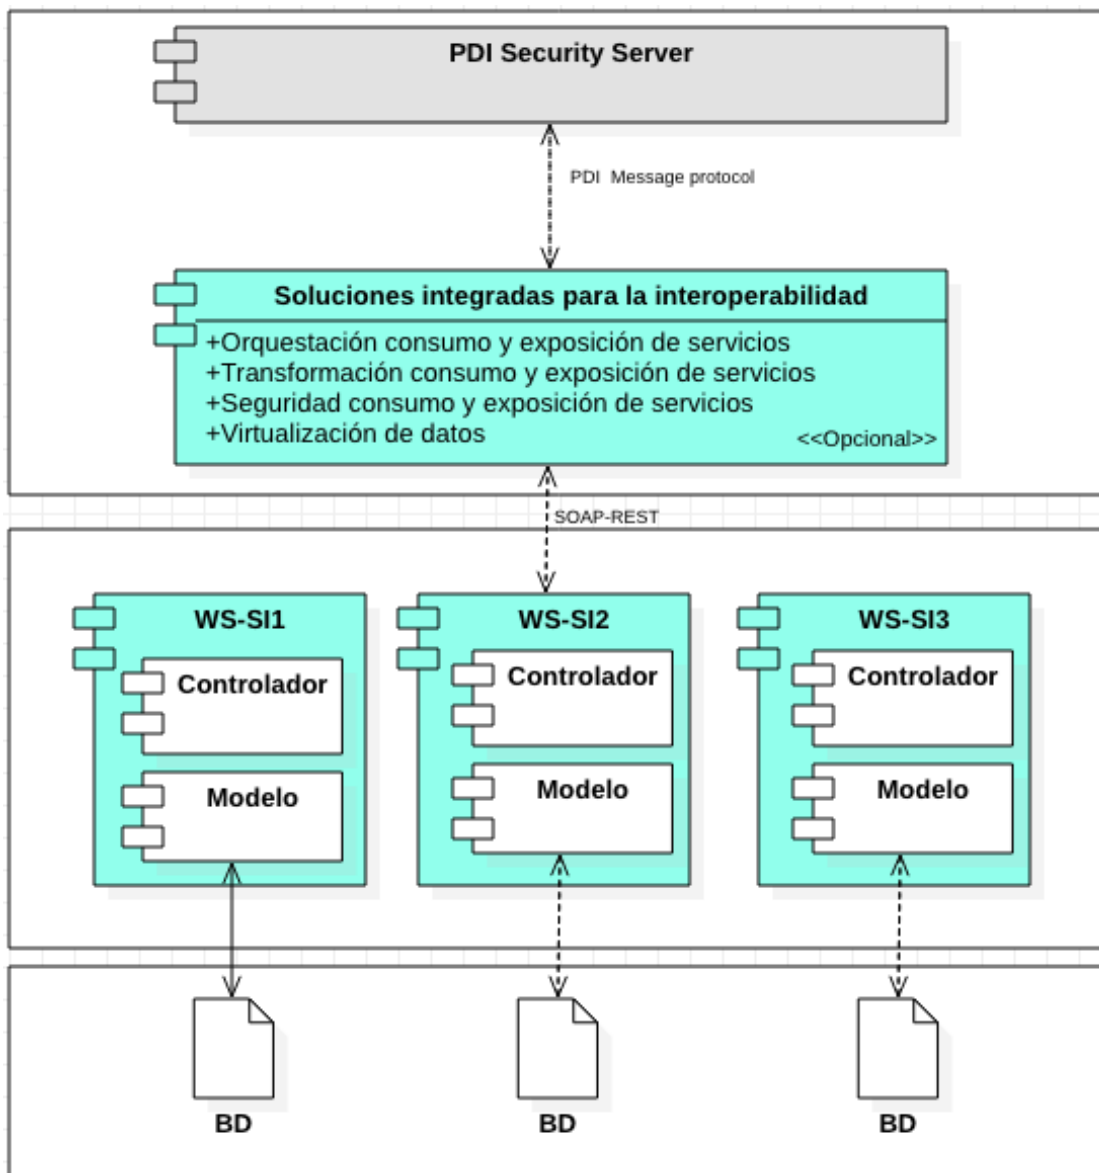 PDI Security Server
PDI  Message protocol
Soluciones integradas para la interoperabilidad
+Orquestación consumo y exposición de servicios
+Transformación consumo y exposición de servicios
+Seguridad consumo y exposición de servicios
+Virtualización de datos
<<Opcional>>
SOAP-REST
WS-SI1
Controlador
Modelo
WS-SI2
Controlador
Modelo
WS-SI3
Controlador
Modelo
BD
BD
BD